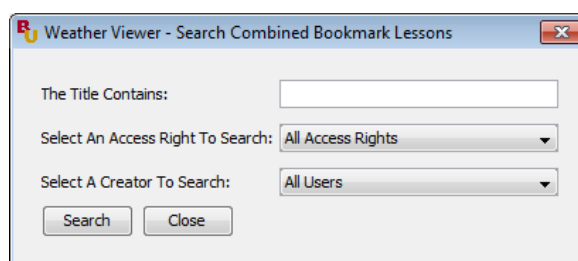 RU Weather Viewer - Search Combined Bookmark Lessons
The Title Contains:
Select An Access Right To Search: All Access Rights
Select A Creator To Search: All Users
Search Close